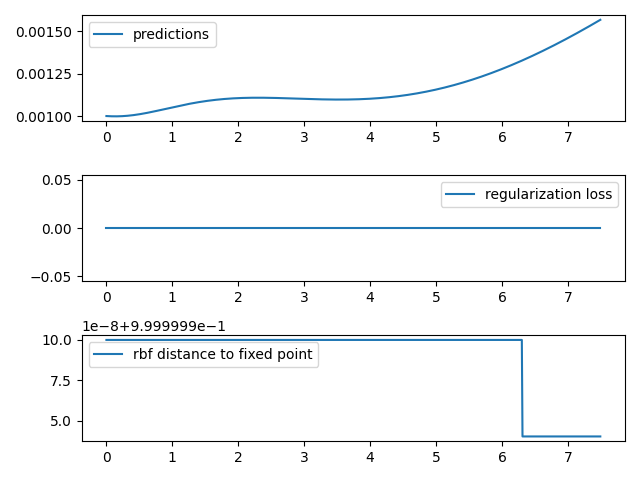 0.00150
predictions
0.00125
0.00100
0 1 2 3 4 5 6 7
0.05
regularization loss
0.00
−0.05
0 1 2 3 4 5 6 7
1e−8+9.999999e−1
10.0
rbf distance to fixed point
7.5
5.0
0 1 2 3 4 5 6 7